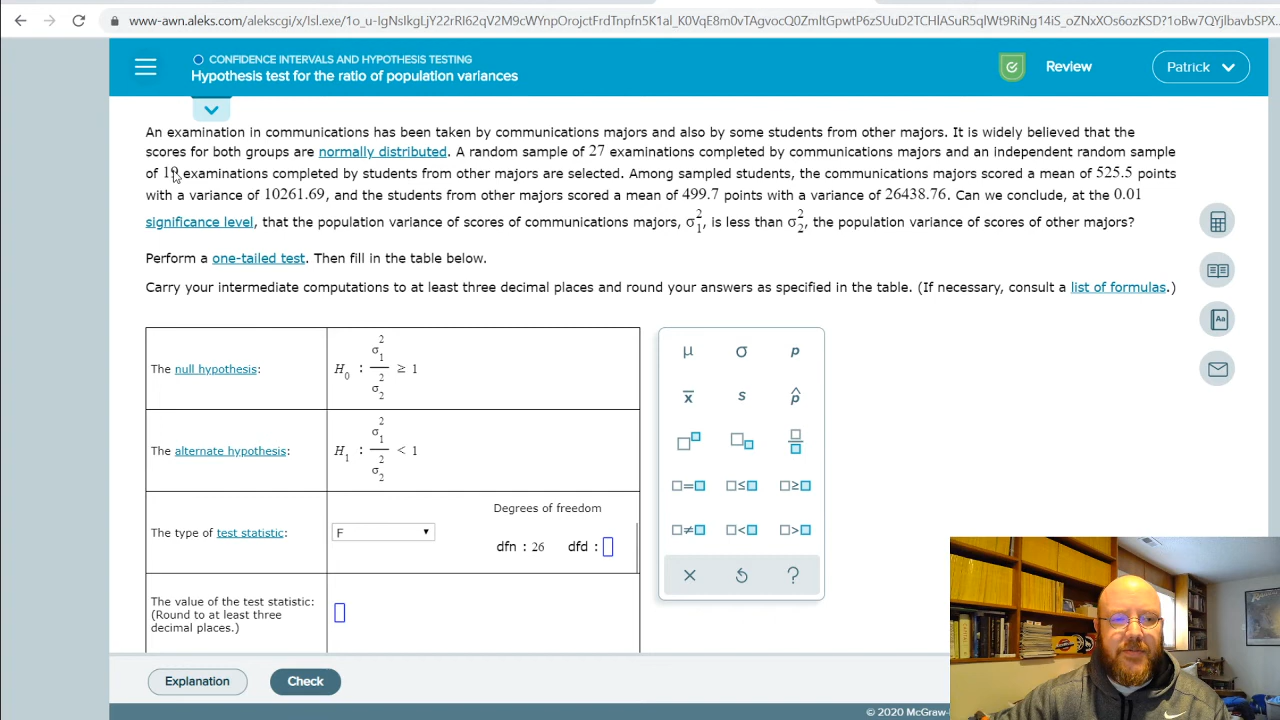 www-awn.aleks.com/alekscgi/x/Isl.exe/1o_u-IgNsIkgLjY22rRI62qV2M9cWYnpOrojctFrdTnpfn5K1al_K0VqE8m0vTAgvocQ0ZmltGpwtP6zSUuD2TCHlASuR5qlWt9RiNg14iS_oZNxXOs6ozKSD?1oBw7QYjlbavbSPX...
CONFIDENCE INTERVALS AND HYPOTHESIS TESTING
Hypothesis test for the ratio of population variances
Review
Patrick
An examination in communications has been taken by communications majors and also by some students from other majors. It is widely believed that the
scores for both groups are normally distributed. A random sample of 27 examinations completed by communications majors and an independent random sample
of examinations completed by students from other majors are selected. Among sampled students, the communications majors scored a mean of 525.5 points
with a variance of 10261.69, and the students from other majors scored a mean of 499.7 points with a variance of 26438.76. Can we conclude, at the 0.01
significance level, that the population variance of scores of communications majors, σ₁², is less than σ₂², the population variance of scores of other majors?
Perform a one-tailed test. Then fill in the table below.
Carry your intermediate computations to at least three decimal places and round your answers as specified in the table. (If necessary, consult a list of formulas.)
The null hypothesis: H₀ : σ₁²/σ₂² ≥ 1
The alternate hypothesis: H₁ : σ₁²/σ₂² < 1
The type of test statistic: F
Degrees of freedom
dfn : 26 dfd : □
The value of the test statistic:
(Round to at least three
decimal places.)
μ σ p
x̄ s p̂
□=□ □≤□ □≥□
□≠□ □<□ □>□
× ?
Aa
Explanation
Check
© 2020 McGraw-